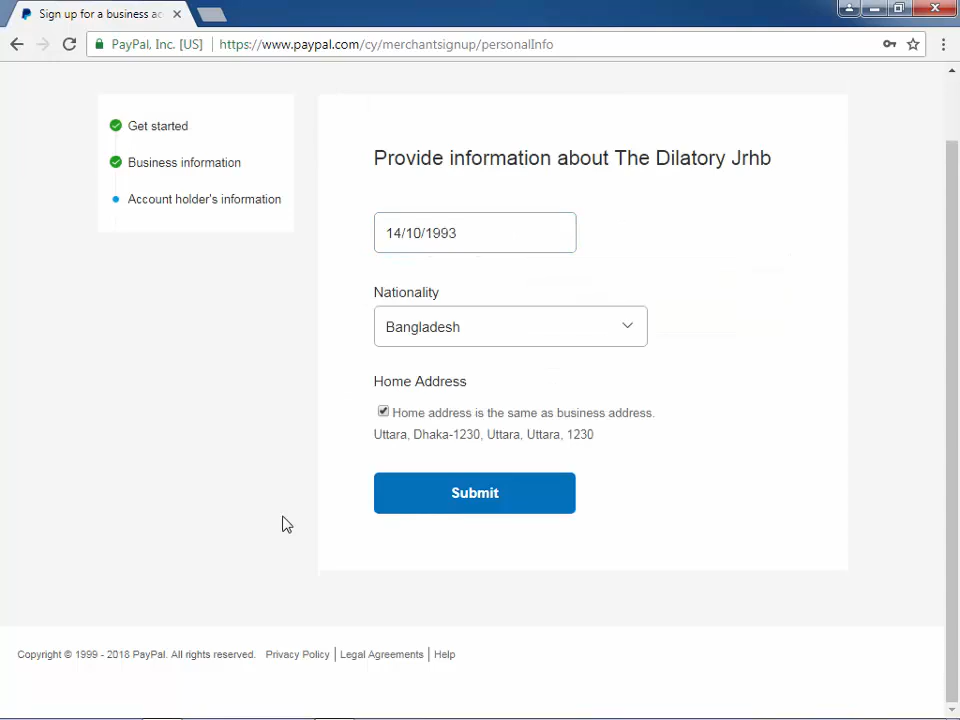 Sign up for a business ac
PayPal, Inc. [US] https://www.paypal.com/cy/merchantsignup/personalInfo
Get started
Business information
Account holder's information
Provide information about The Dilatory Jrhb
14/10/1993
Nationality
Bangladesh
Home Address
Home address is the same as business address.
Uttara, Dhaka-1230, Uttara, Uttara, 1230
Submit
Copyright © 1999 - 2018 PayPal. All rights reserved. Privacy Policy | Legal Agreements | Help